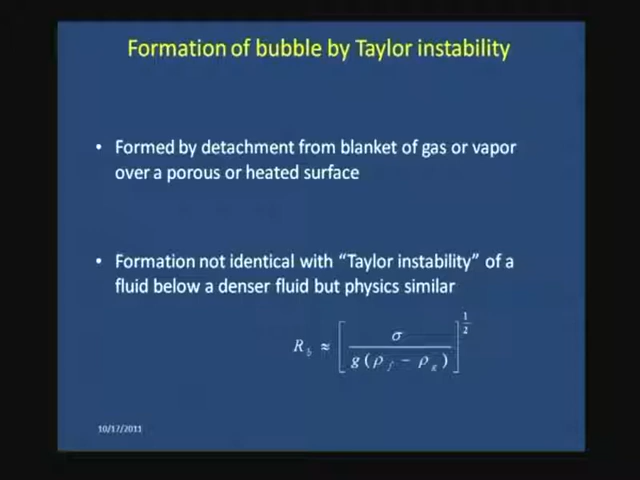 Formation of bubble by Taylor instability
• Formed by detachment from blanket of gas or vapor
over a porous or heated surface
• Formation not identical with “Taylor instability” of a
fluid below a denser fluid but physics similar
R_b ≈ [ σ / g ( ρ_f − ρ_g ) ]^{1/2}
10/17/2011